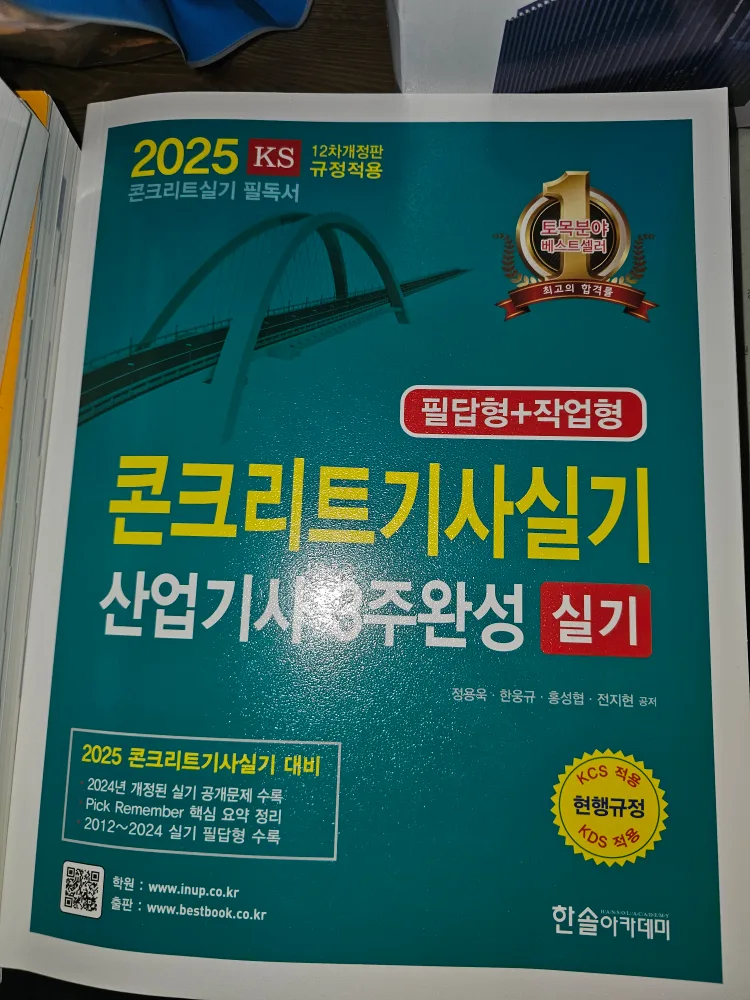 2025 KS 12차개정판
규정적용
콘크리트실기 필독서
1
토목분야
베스트셀러
최고의 합격률
필답형+작업형
콘크리트기사실기
산업기사 3주완성 실기
정용욱 · 한웅규 · 홍성협 · 전지현 공저
2025 콘크리트기사실기 대비
· 2024년 개정된 실기 공개문제 수록
· Pick Remember 핵심 요약 정리
· 2012～2024 실기 필답형 수록
KCS 적용
현행규정
KDS 적용
학원 : www.inup.co.kr
출판 : www.bestbook.co.kr
HANSOL ACADEMY
한솔아카데미